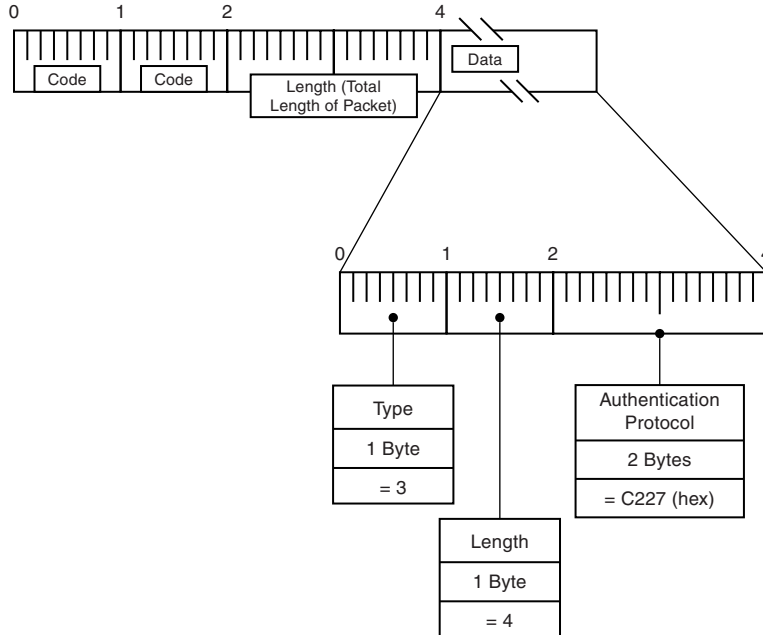 0 1 2 4
Code
Code
Length (Total
Length of Packet)
Data
0 1 2
Type
1 Byte
= 3
Length
1 Byte
= 4
Authentication
Protocol
2 Bytes
= C227 (hex)